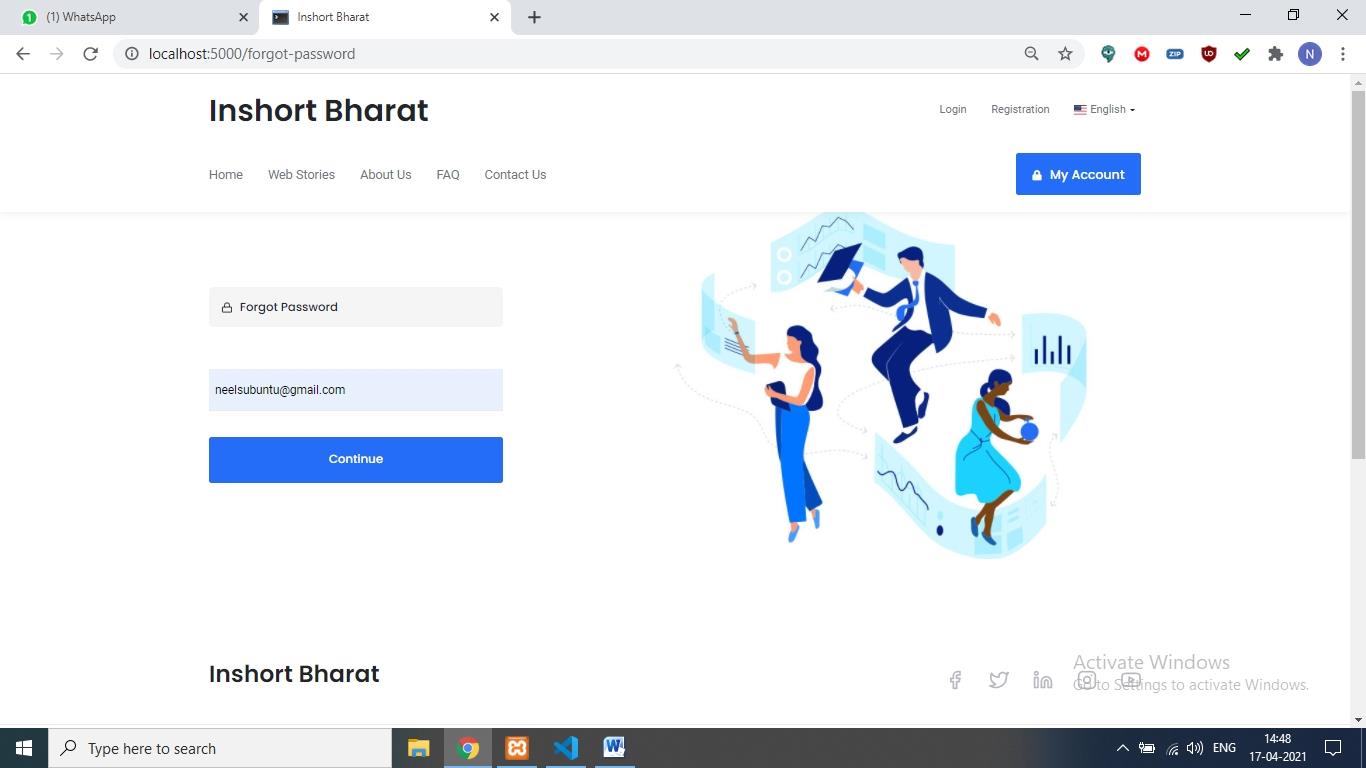 (1) WhatsApp
Inshort Bharat
localhost:5000/forgot-password
ZIP
N
Inshort Bharat
Login Registration English
Home Web Stories About Us FAQ Contact Us
My Account
Forgot Password
neelsubuntu@gmail.com
Continue
Inshort Bharat
Activate Windows
Go to Settings to activate Windows.
Type here to search
ENG
14:48
17-04-2021